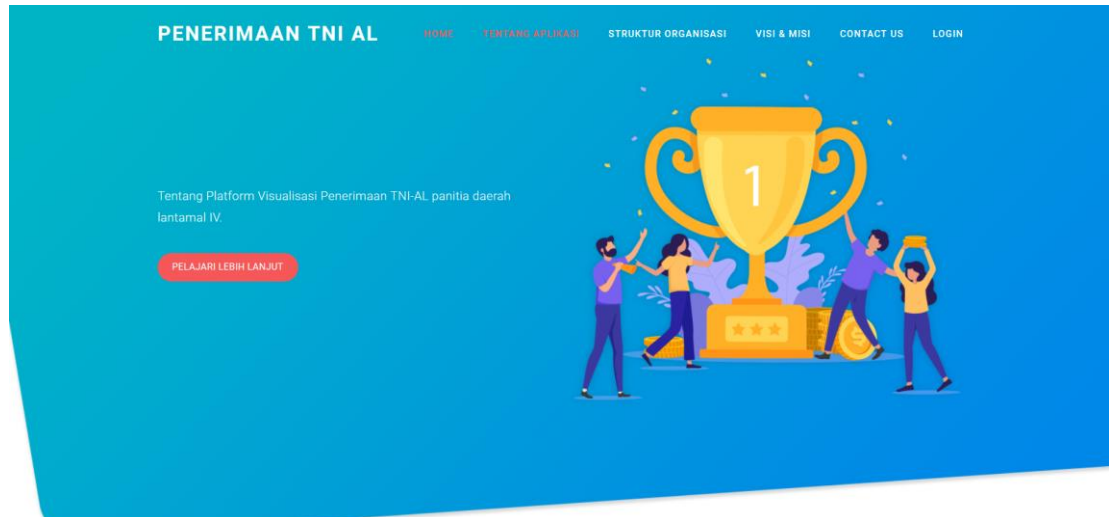 PENERIMAAN TNI AL
HOME TENTANG APLIKASI STRUKTUR ORGANISASI VISI & MISI CONTACT US LOGIN
1
Tentang Platform Visualisasi Penerimaan TNI-AL panitia daerah
lantamal IV.
PELAJARI LEBIH LANJUT